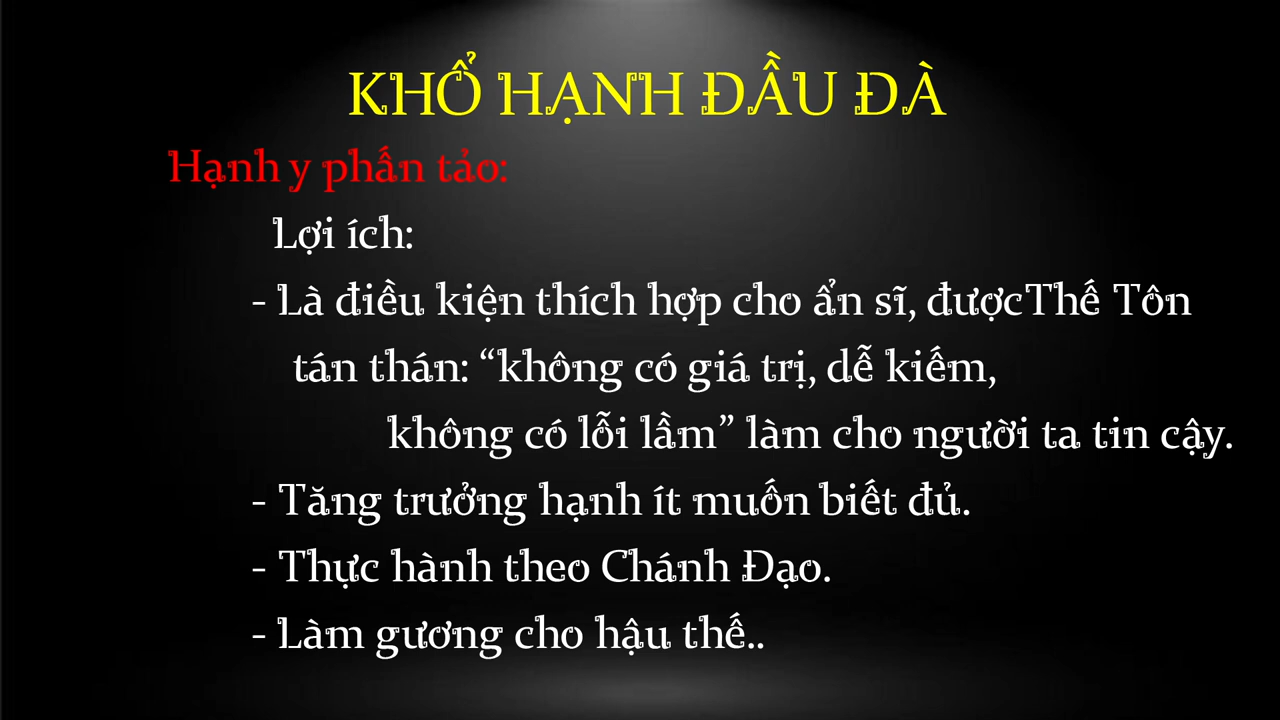 KHỔ HẠNH ĐẦU ĐÀ
Hạnh y phấn tảo:
Lợi ích:
- Là điều kiện thích hợp cho ẩn sĩ, đượcThế Tôn
tán thán: “không có giá trị, dễ kiếm,
không có lỗi lầm” làm cho người ta tin cậy.
- Tăng trưởng hạnh ít muốn biết đủ.
- Thực hành theo Chánh Đạo.
- Làm gương cho hậu thế..